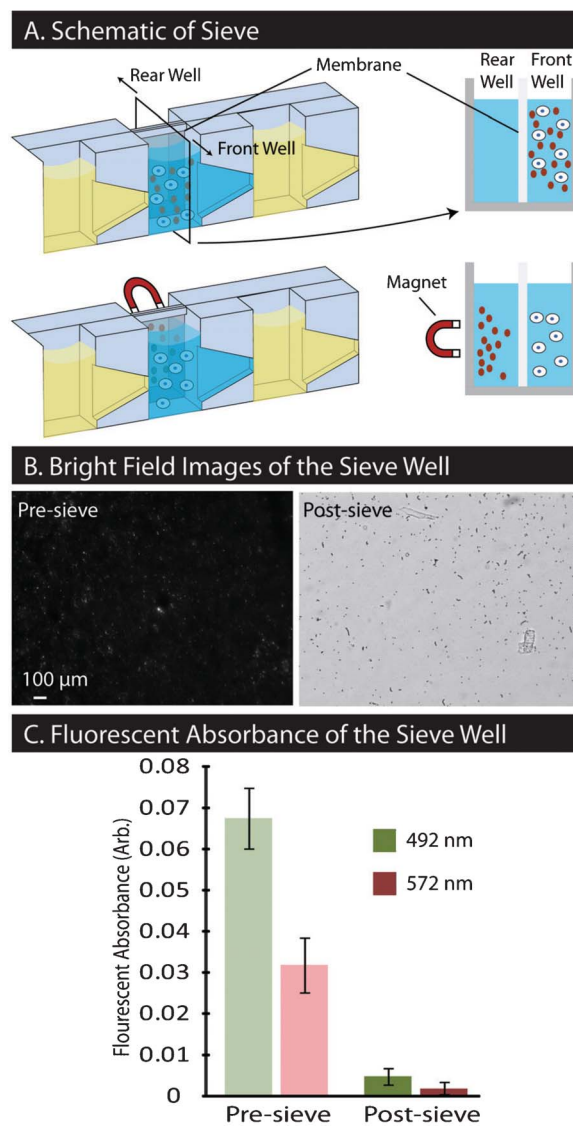 A. Schematic of Sieve
Rear Well
Membrane
Front Well
Rear Well
Front Well
Magnet
B. Bright Field Images of the Sieve Well
Pre-sieve
Post-sieve
100 μm
C. Fluorescent Absorbance of the Sieve Well
Flourescent Absorbance (Arb.)
0.08
0.07
0.06
0.05
0.04
0.03
0.02
0.01
0
492 nm
572 nm
Pre-sieve
Post-sieve